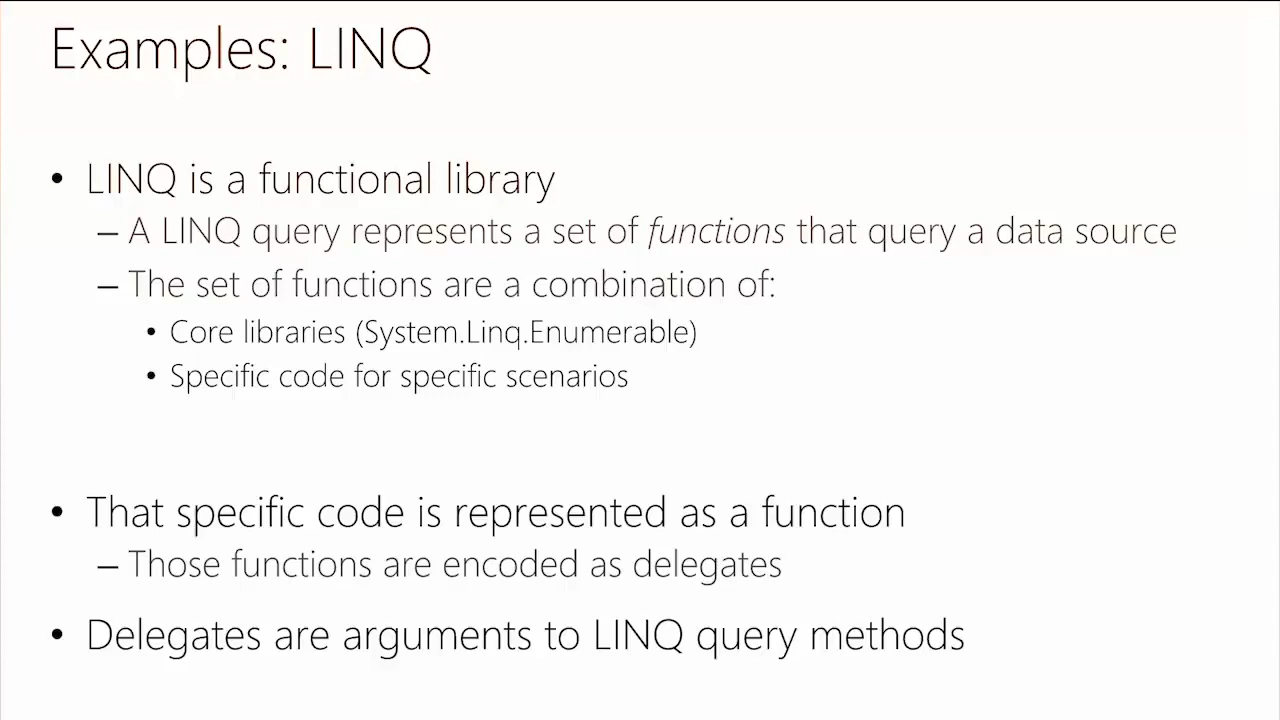 Examples: LINQ
• LINQ is a functional library
– A LINQ query represents a set of functions that query a data source
– The set of functions are a combination of:
• Core libraries (System.Linq.Enumerable)
• Specific code for specific scenarios
• That specific code is represented as a function
– Those functions are encoded as delegates
• Delegates are arguments to LINQ query methods